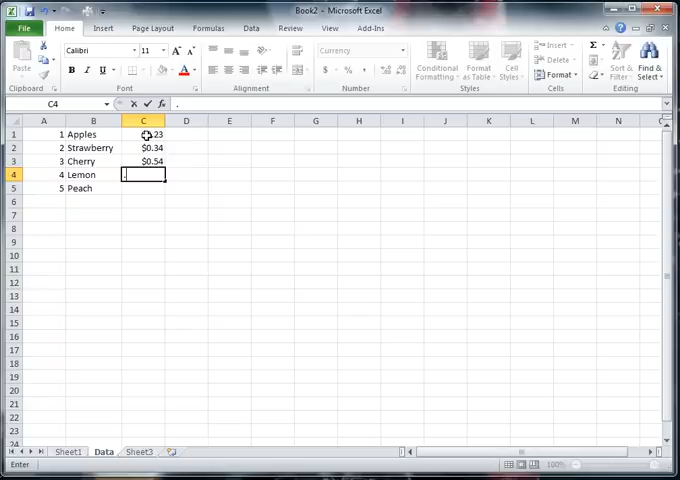 Book2 - Microsoft Excel
File Home Insert Page Layout Formulas Data Review View Add-Ins
Paste
Calibri 11 A A
B I U A
Currency
$ % ,
Conditional Formatting
Format as Table
Cell Styles
Insert
Delete
Format
Σ
Sort & Filter
Find & Select
Clipboard Font Alignment Number Styles Cells Editing
C4 fx .
A B C D E F G H I J K L M N
1 1 Apples .23
2 2 Strawberry $0.34
3 3 Cherry $0.54
4 4 Lemon .
5 5 Peach
6
7
8
9
10
11
12
13
14
15
16
17
18
19
20
21
22
23
24
Sheet1 Data Sheet3
Enter 100%